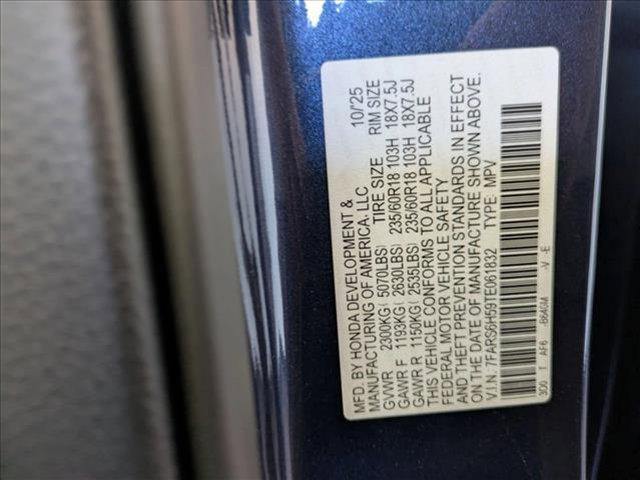 MFD. BY HONDA DEVELOPMENT & 10/'25
MANUFACTURING OF AMERICA, LLC
TIRE SIZE RIM SIZE
GVWR 2300KG( 5070LBS)
GAWR F 1193KG( 2630LBS) 235/60R18 103H 18X7.5J
GAWR R 1150KG( 2535LBS) 235/60R18 103H 18X7.5J
THIS VEHICLE CONFORMS TO ALL APPLICABLE
FEDERAL MOTOR VEHICLE SAFETY
AND THEFT PREVENTION STANDARDS IN EFFECT
ON THE DATE OF MANUFACTURE SHOWN ABOVE.
V.I.N. 7FARS6H59TE061832 TYPE: MPV
300 T AF6 -B640M -V -E